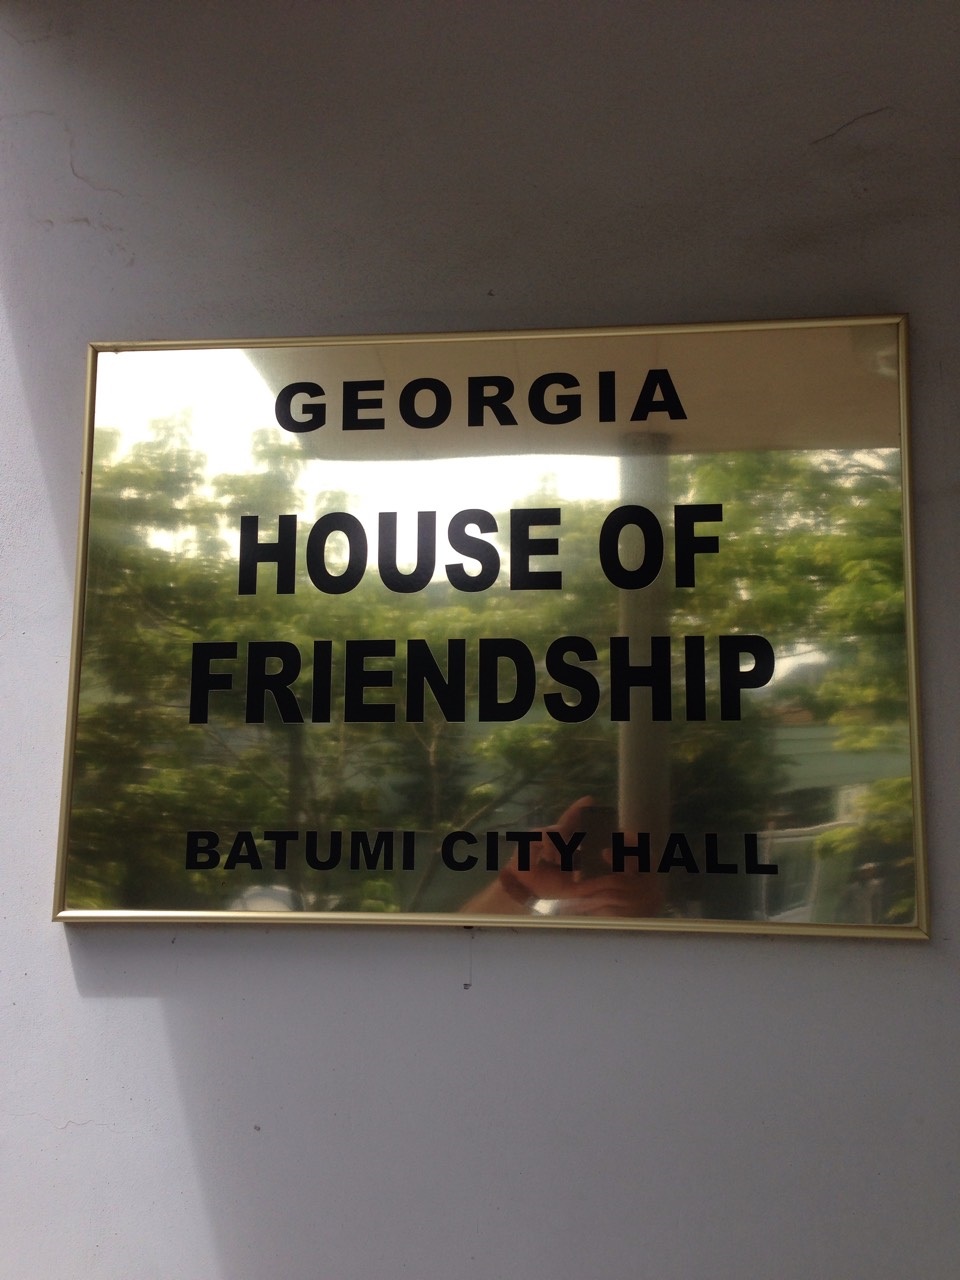 GEORGIA
HOUSE OF
FRIENDSHIP
BATUMI CITY HALL